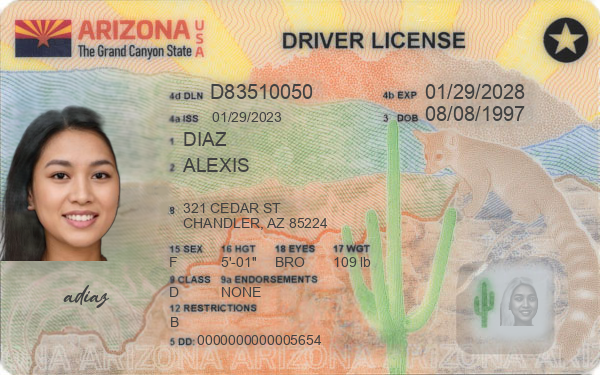 ARIZONA USA
The Grand Canyon State
DRIVER LICENSE
4d DLN D83510050
4b EXP 01/29/2028
4a ISS 01/29/2023
3 DOB 08/08/1997
1 DIAZ
2 ALEXIS
8 321 CEDAR ST
CHANDLER, AZ 85224
15 SEX 16 HGT 18 EYES 17 WGT
F 5'-01" BRO 109 lb
9 CLASS 9a ENDORSEMENTS
D NONE
12 RESTRICTIONS
B
5 DD: 0000000000005654
adiaz
ARIZONA ARIZONA ARIZONA ARIZONA